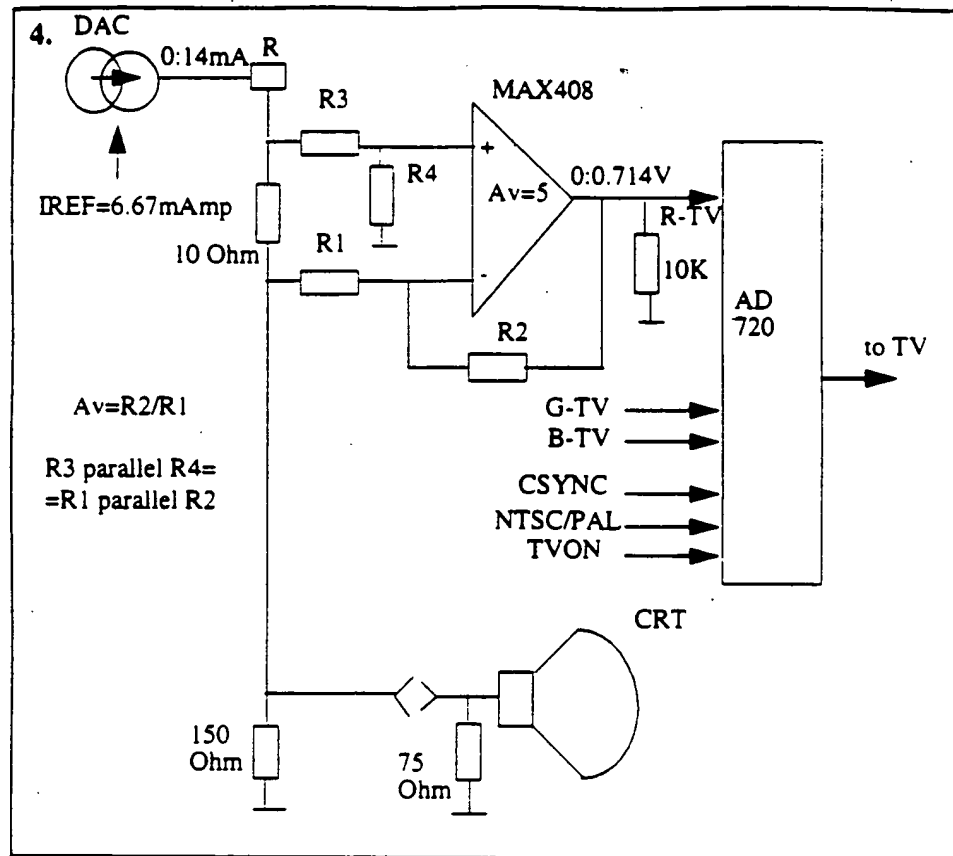 4.
DAC
0:14mA
R
R3
MAX408
R4
+
Av=5
0:0.714V
IREF=6.67mAmp
R-TV
10 Ohm
R1
-
10K
AD
720
R2
to TV
Av=R2/R1
G-TV
B-TV
R3 parallel R4=
=R1 parallel R2
CSYNC
NTSC/PAL
TVON
CRT
150
Ohm
75
Ohm